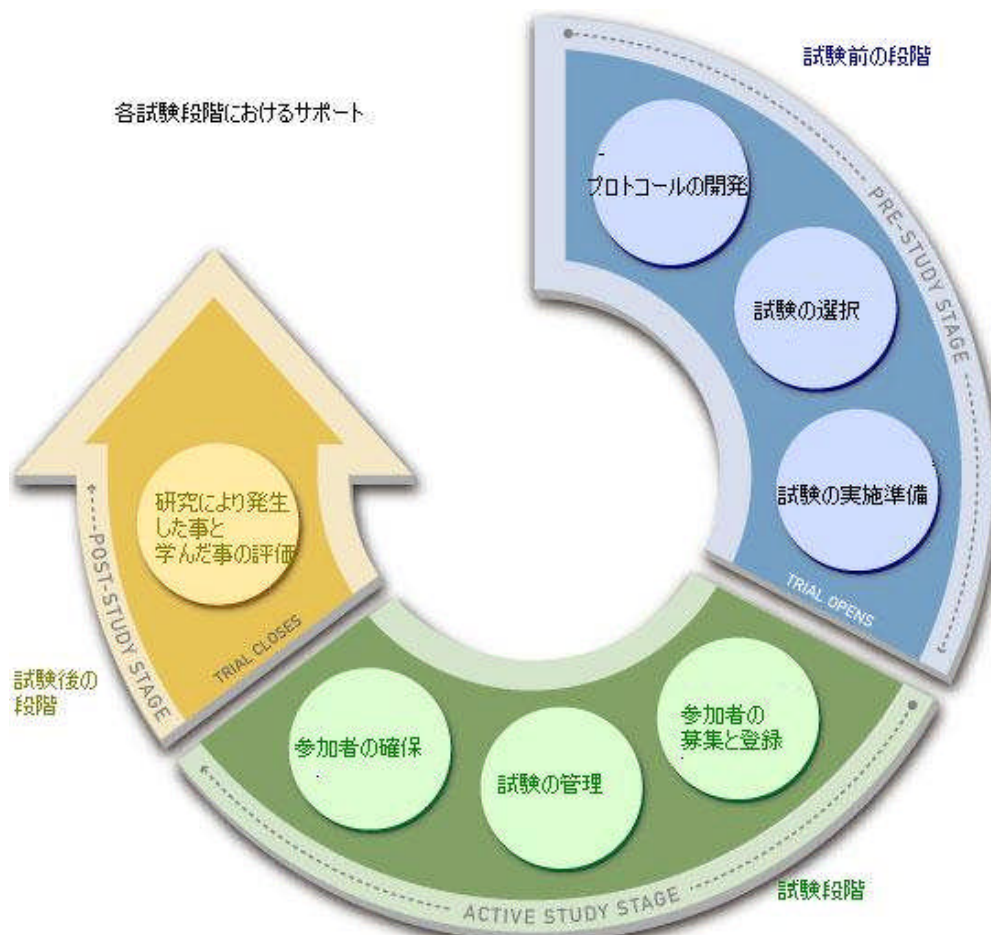 各試験段階におけるサポート
試験前の段階
PRE-STUDY STAGE
プロトコールの開発
試験の選択
試験の実施準備
TRIAL OPENS
参加者の
募集と登録
試験の管理
参加者の確保
ACTIVE STUDY STAGE
試験段階
TRIAL CLOSES
研究により発生
した事と
学んだ事の評価
POST-STUDY STAGE
試験後の
段階